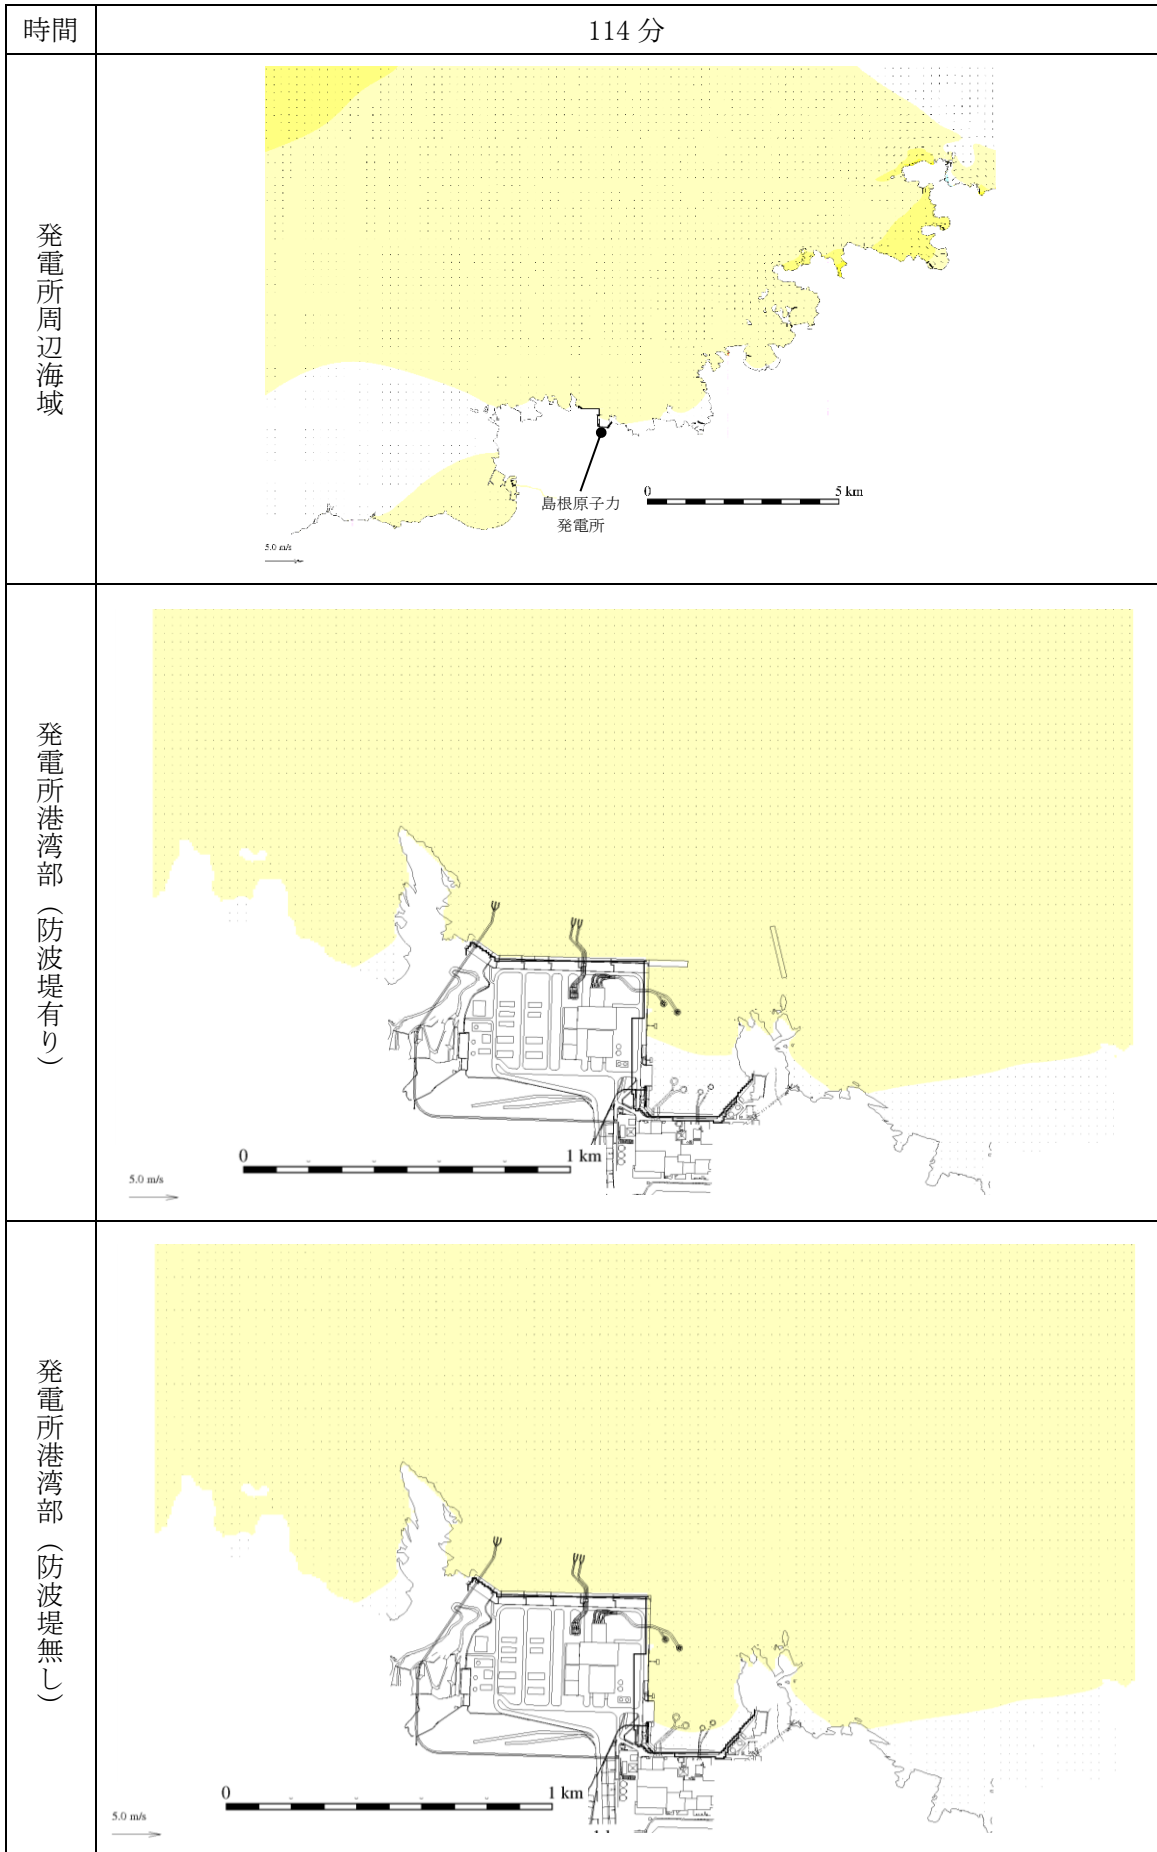 時間
114 分
発電所周辺海域
島根原子力
発電所
0
5 km
5.0 m/s
発電所港湾部（防波堤有り）
0
1 km
5.0 m/s
発電所港湾部（防波堤無し）
0
1 km
5.0 m/s